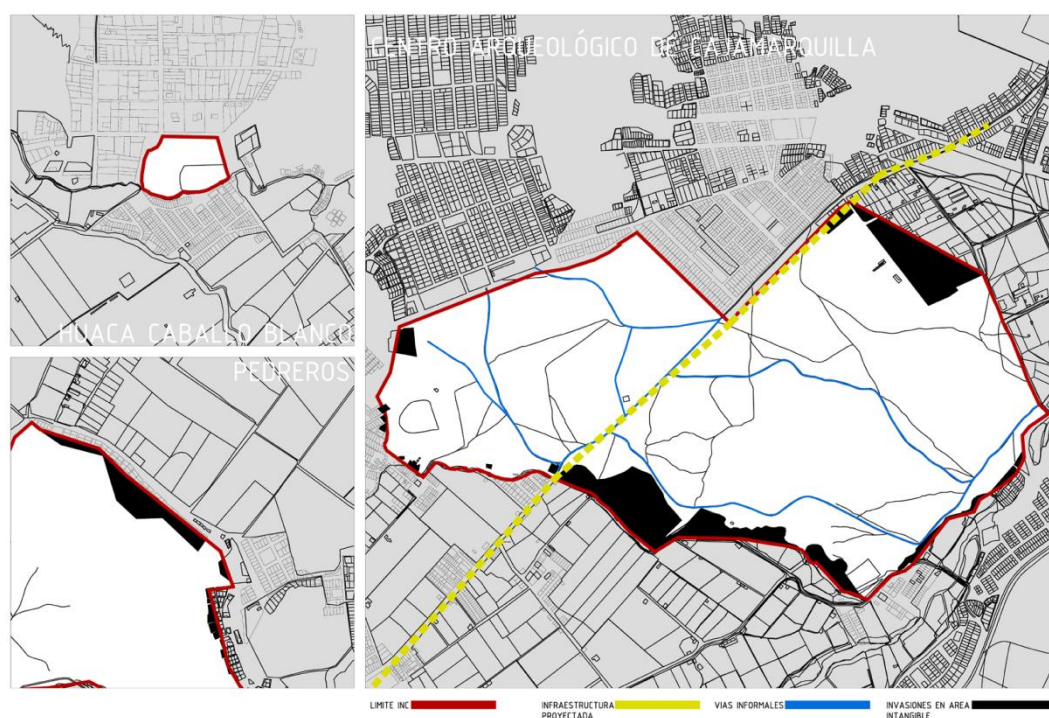 CENTRO ARQUEOLÓGICO DE CAJAMARQUILLA
HUACA CABALLO BLANCO
PEDREROS
LIMITE INC
INFRAESTRUCTURA
PROYECTADA
VIAS INFORMALES
INVASIONES EN AREA
INTANGIBLE